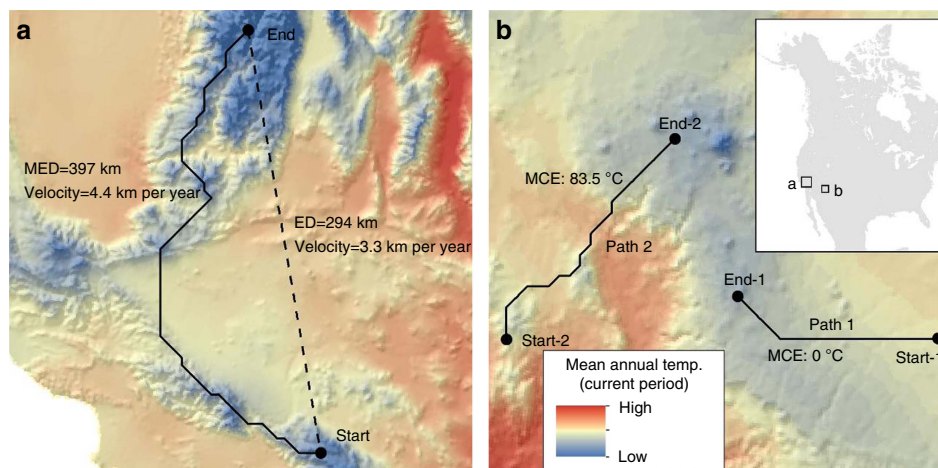 a
End
MED=397 km
Velocity=4.4 km per year
ED=294 km
Velocity=3.3 km per year
Start
b
End-2
MCE: 83.5 °C
Path 2
a
b
End-1
Path 1
Start-2
MCE: 0 °C
Start-1
Mean annual temp.
(current period)
High
Low